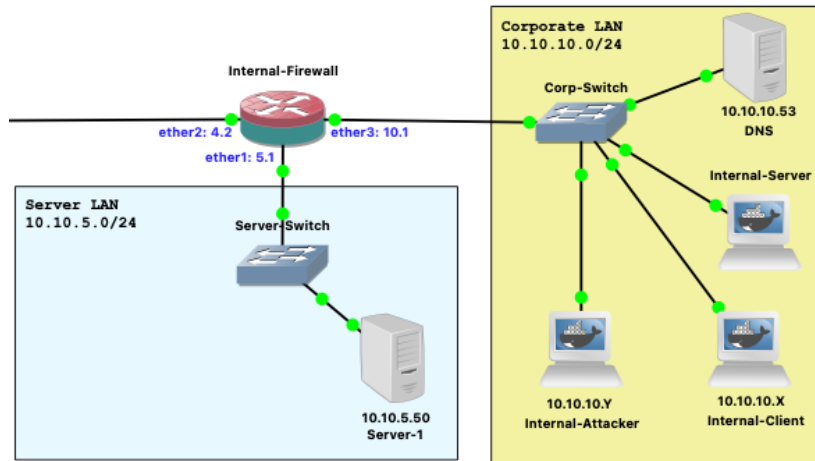 Corporate LAN
10.10.10.0/24
Internal-Firewall
Corp-Switch
ether2: 4.2
ether3: 10.1
ether1: 5.1
10.10.10.53
DNS
Internal-Server
Server LAN
10.10.5.0/24
Server-Switch
10.10.5.50
Server-1
10.10.10.Y
Internal-Attacker
10.10.10.X
Internal-Client